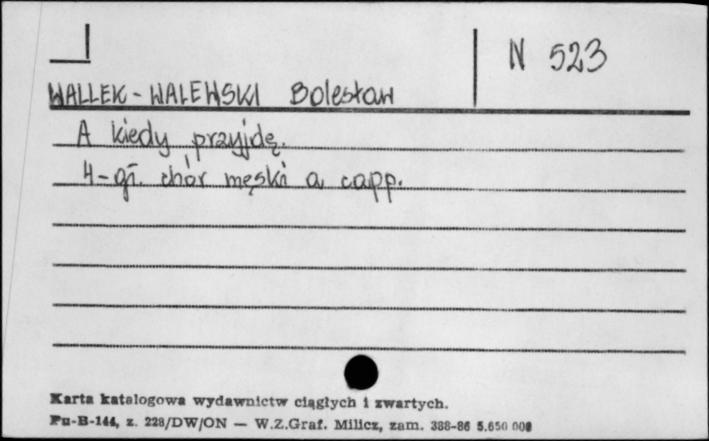 N 523
WALLEK-WALEWSKI Bolesław
A kiedy przyjdę.
4-gł. chór męski a capp.
Karta katalogowa wydawnictw ciągłych i zwartych.
Pu-B-144, z. 228/DW/ON — W.Z.Graf. Milicz, zam. 388-86 5.650 000